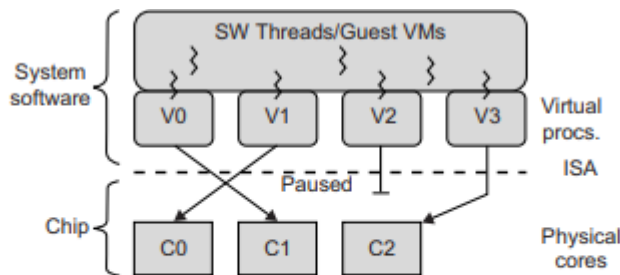 SW Threads/Guest VMs
System
software
V0 V1 V2 V3
Virtual
procs.
ISA
Paused
Chip
C0 C1 C2
Physical
cores